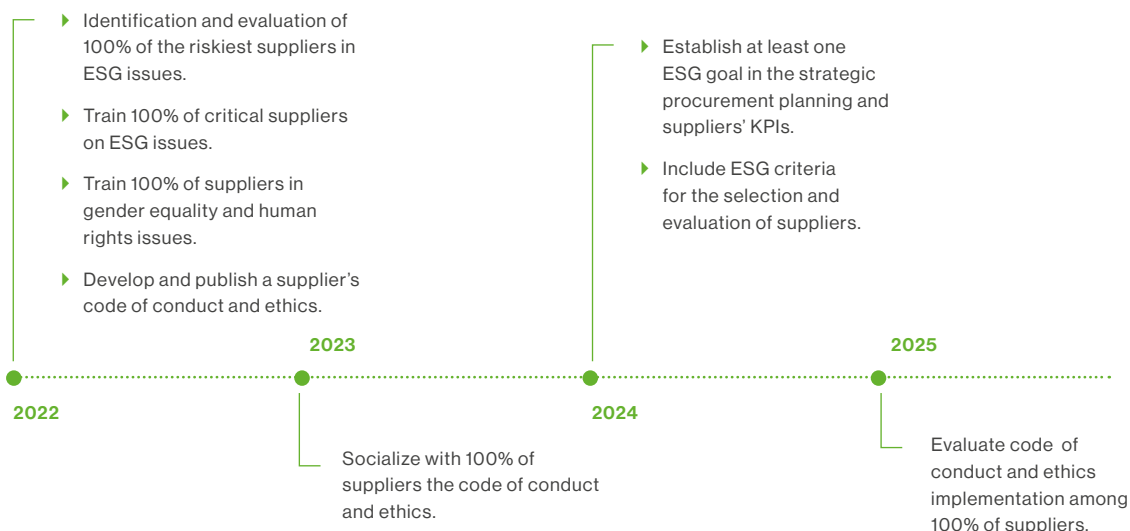 Identification and evaluation of
100% of the riskiest suppliers in
ESG issues.
Train 100% of critical suppliers
on ESG issues.
Train 100% of suppliers in
gender equality and human
rights issues.
Develop and publish a supplier's
code of conduct and ethics.
2022
2023
Socialize with 100% of
suppliers the code of conduct
and ethics.
Establish at least one
ESG goal in the strategic
procurement planning and
suppliers' KPIs.
Include ESG criteria
for the selection and
evaluation of suppliers.
2024
2025
Evaluate code of
conduct and ethics
implementation among
100% of suppliers.